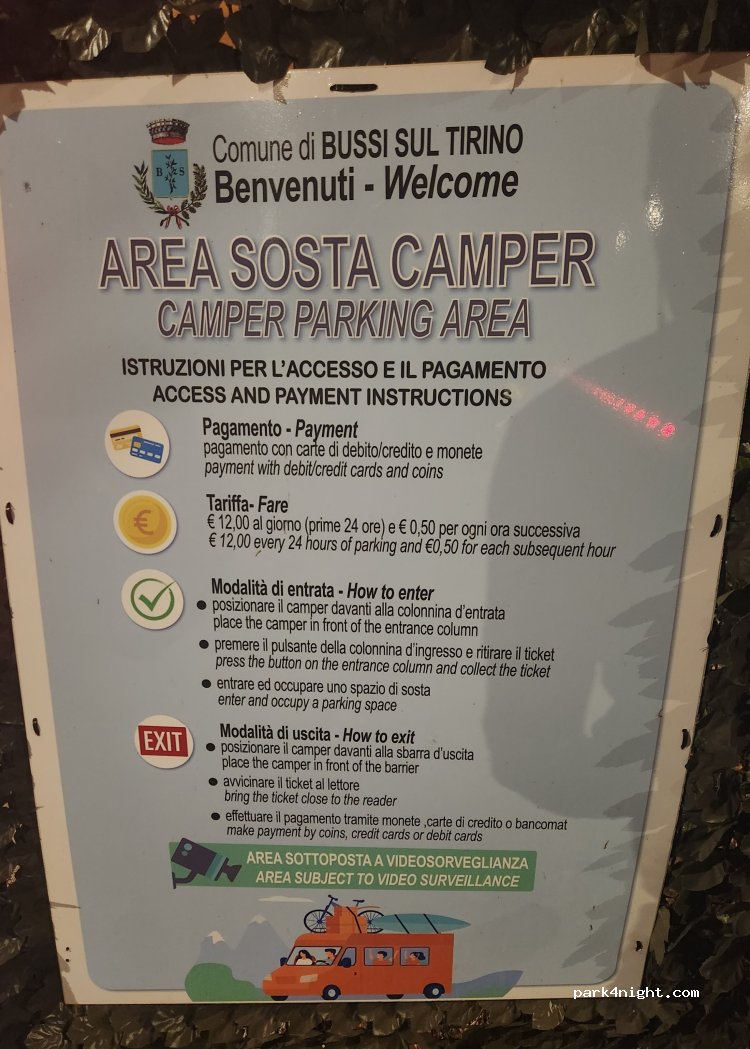 B S
Comune di BUSSI SUL TIRINO
Benvenuti - Welcome
AREA SOSTA CAMPER
CAMPER PARKING AREA
ISTRUZIONI PER L'ACCESSO E IL PAGAMENTO
ACCESS AND PAYMENT INSTRUCTIONS
Pagamento - Payment
pagamento con carte di debito/credito e monete
payment with debit/credit cards and coins
€
Tariffa- Fare
€ 12,00 al giorno (prime 24 ore) e € 0,50 per ogni ora successiva
€ 12,00 every 24 hours of parking and €0,50 for each subsequent hour
Modalità di entrata - How to enter
● posizionare il camper davanti alla colonnina d'entrata
place the camper in front of the entrance column
● premere il pulsante della colonnina d'ingresso e ritirare il ticket
press the button on the entrance column and collect the ticket
● entrare ed occupare uno spazio di sosta
enter and occupy a parking space
EXIT
Modalità di uscita - How to exit
● posizionare il camper davanti alla sbarra d'uscita
place the camper in front of the barrier
● avvicinare il ticket al lettore
bring the ticket close to the reader
● effettuare il pagamento tramite monete ,carte di credito o bancomat
make payment by coins, credit cards or debit cards
AREA SOTTOPOSTA A VIDEOSORVEGLIANZA
AREA SUBJECT TO VIDEO SURVEILLANCE
park4night.com